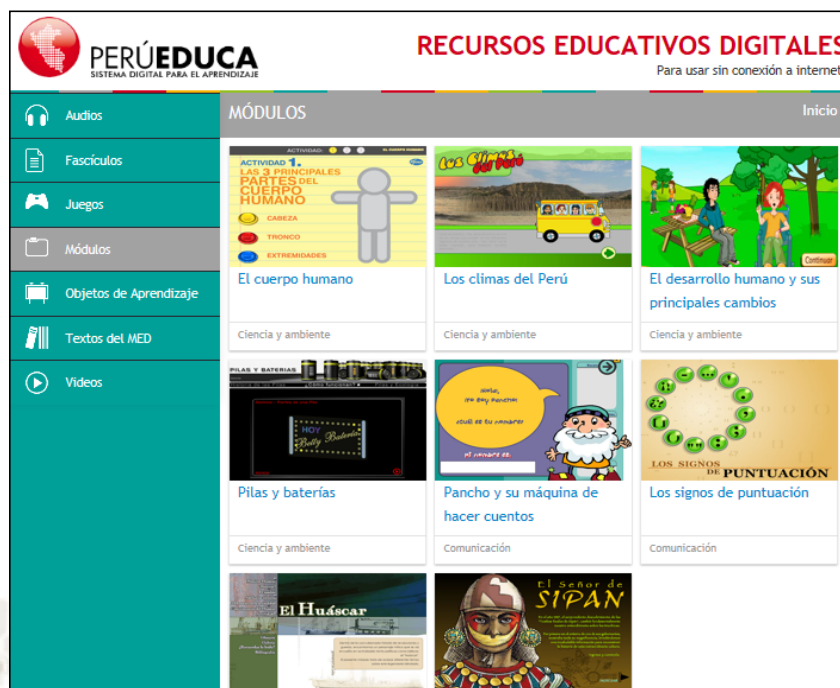 PERÚEDUCA
SISTEMA DIGITAL PARA EL APRENDIZAJE
RECURSOS EDUCATIVOS DIGITALES
Para usar sin conexión a internet
Audios
Fascículos
Juegos
Módulos
Objetos de Aprendizaje
Textos del MED
Videos
MÓDULOS
Inicio
ACTIVIDAD
EL CUERPO HUMANO
ACTIVIDAD 1.
LAS 3 PRINCIPALES
PARTES DEL
CUERPO
HUMANO
CABEZA
TRONCO
EXTREMIDADES
El cuerpo humano
Ciencia y ambiente
Los Climas
del Perú
Los climas del Perú
Ciencia y ambiente
Continuar
El desarrollo humano y sus
principales cambios
Ciencia y ambiente
PILAS Y BATERIAS
HOY
Betty Batería
Pilas y baterías
Ciencia y ambiente
Hola,
yo soy Pancho
¿Cuál es tu nombre?
Mi nombre es:
Pancho y su máquina de
hacer cuentos
Comunicación
LOS SIGNOS
DE PUNTUACIÓN
Los signos de puntuación
Comunicación
El Huáscar
El Señor de
SIPAN